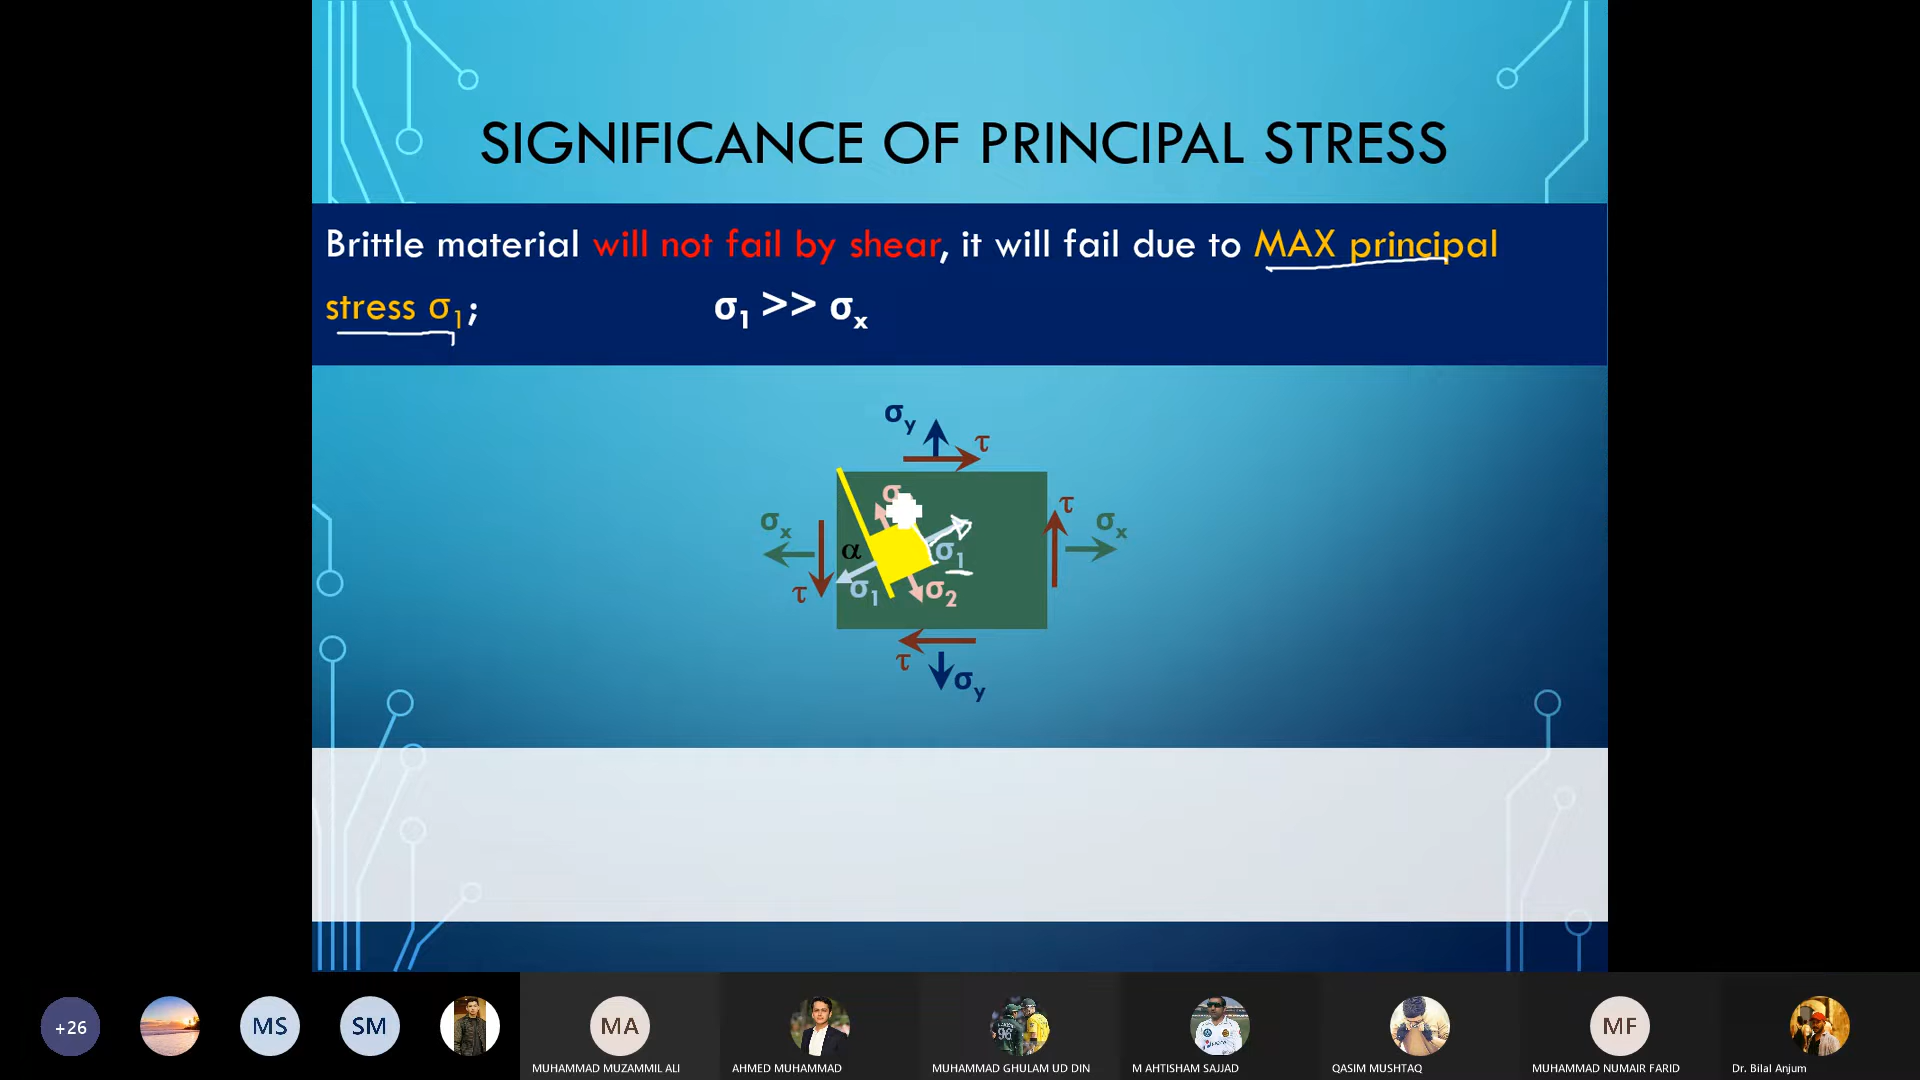 SIGNIFICANCE OF PRINCIPAL STRESS
Brittle material will not fail by shear, it will fail due to MAX principal
stress σ1;
σ1 >> σx
σy
τ
σ
τ
σx
σx
α
σ1
τ
σ1
σ2
τ
σy
+26
MS
SM
MA
MF
MUHAMMAD MUZAMMIL ALI
AHMED MUHAMMAD
MUHAMMAD GHULAM UD DIN
M AHTISHAM SAJJAD
QASIM MUSHTAQ
MUHAMMAD NUMAIR FARID
Dr. Bilal Anjum